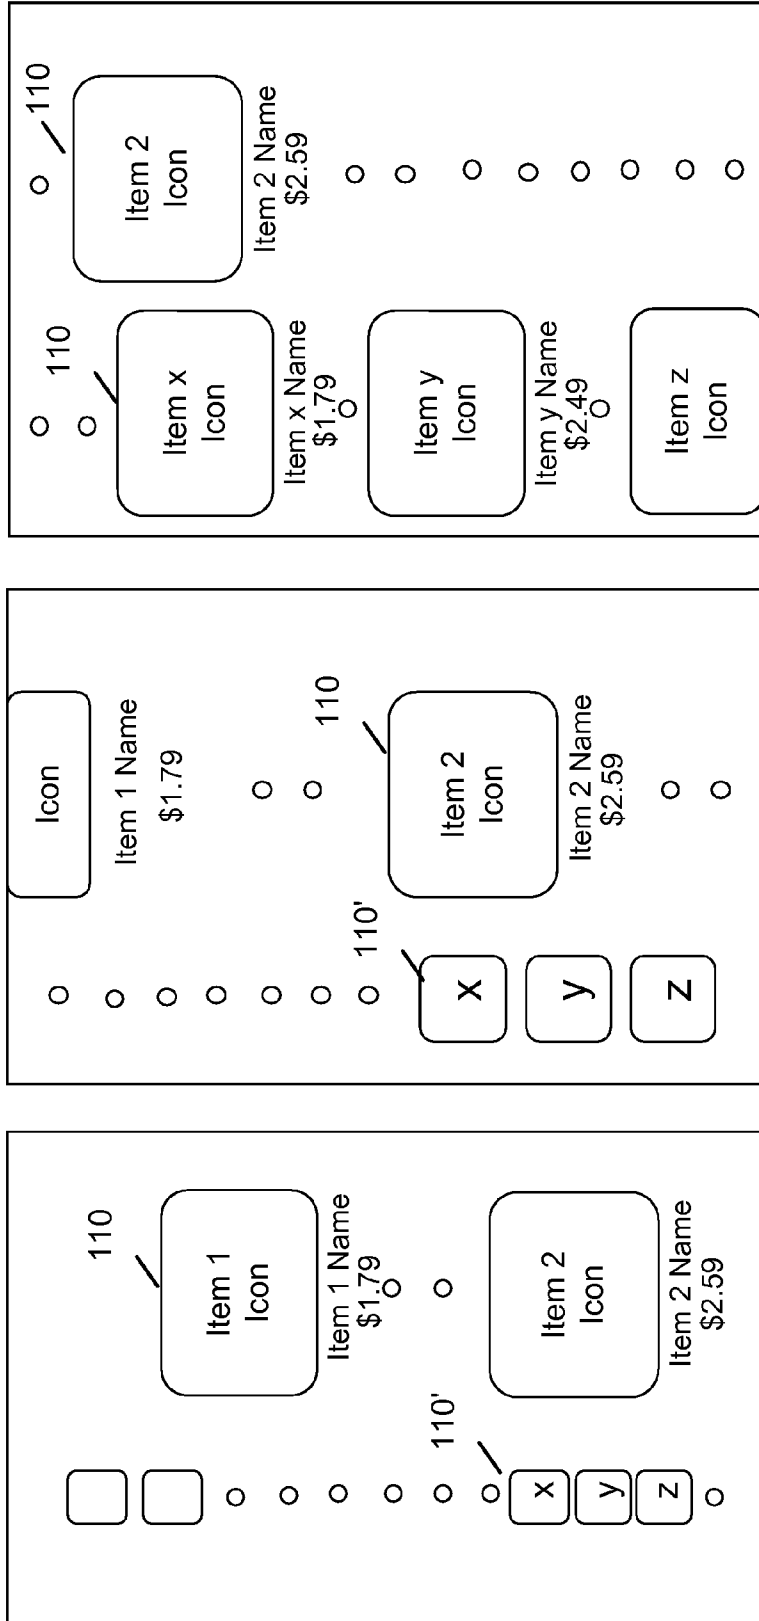 110
Item 1
Icon
Item 1 Name
$1.79
110'
x
y
z
Item 2
Icon
Item 2 Name
$2.59
Icon
Item 1 Name
$1.79
110'
x
y
z
110
Item 2
Icon
Item 2 Name
$2.59
110
Item x
Icon
Item x Name
$1.79
Item y
Icon
Item y Name
$2.49
Item z
Icon
110
Item 2
Icon
Item 2 Name
$2.59